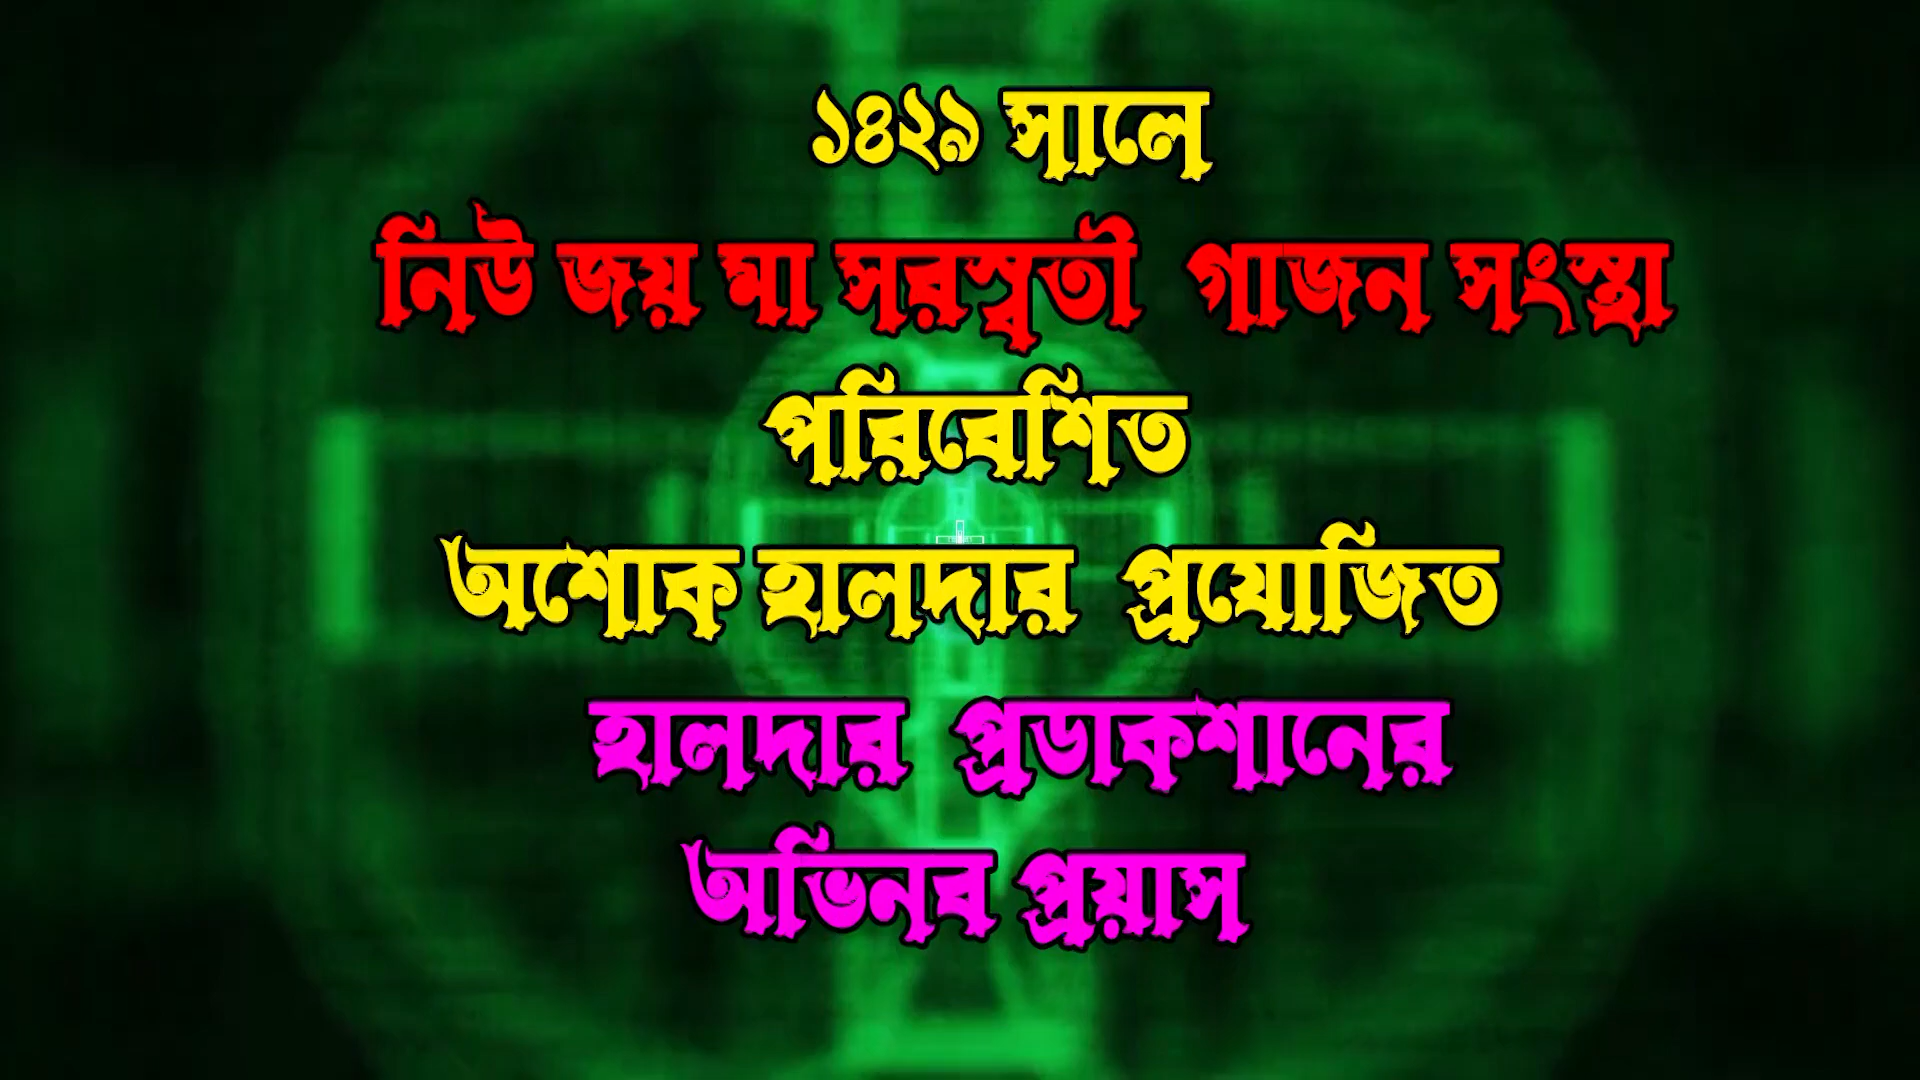 ১৪২৯ সালে
নিউ জয় মা সরস্বতী গাজন সংস্থা
পরিবেশিত
অশোক হালদার প্রযোজিত
হালদার প্রডাকশানের
অভিনব প্রয়াস